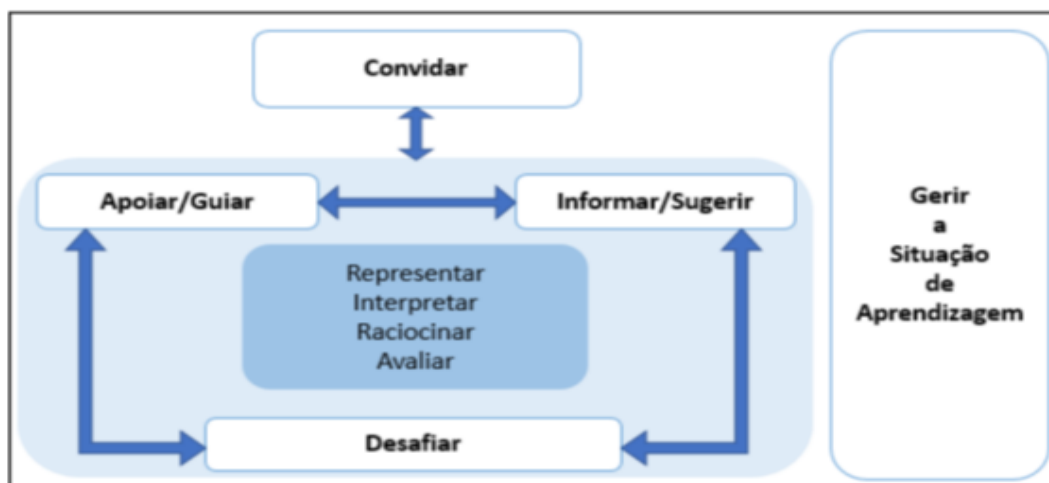 Convidar
Apoiar/Guiar
Informar/Sugerir
Representar
Interpretar
Raciocinar
Avaliar
Desafiar
Gerir
a
Situação
de
Aprendizagem